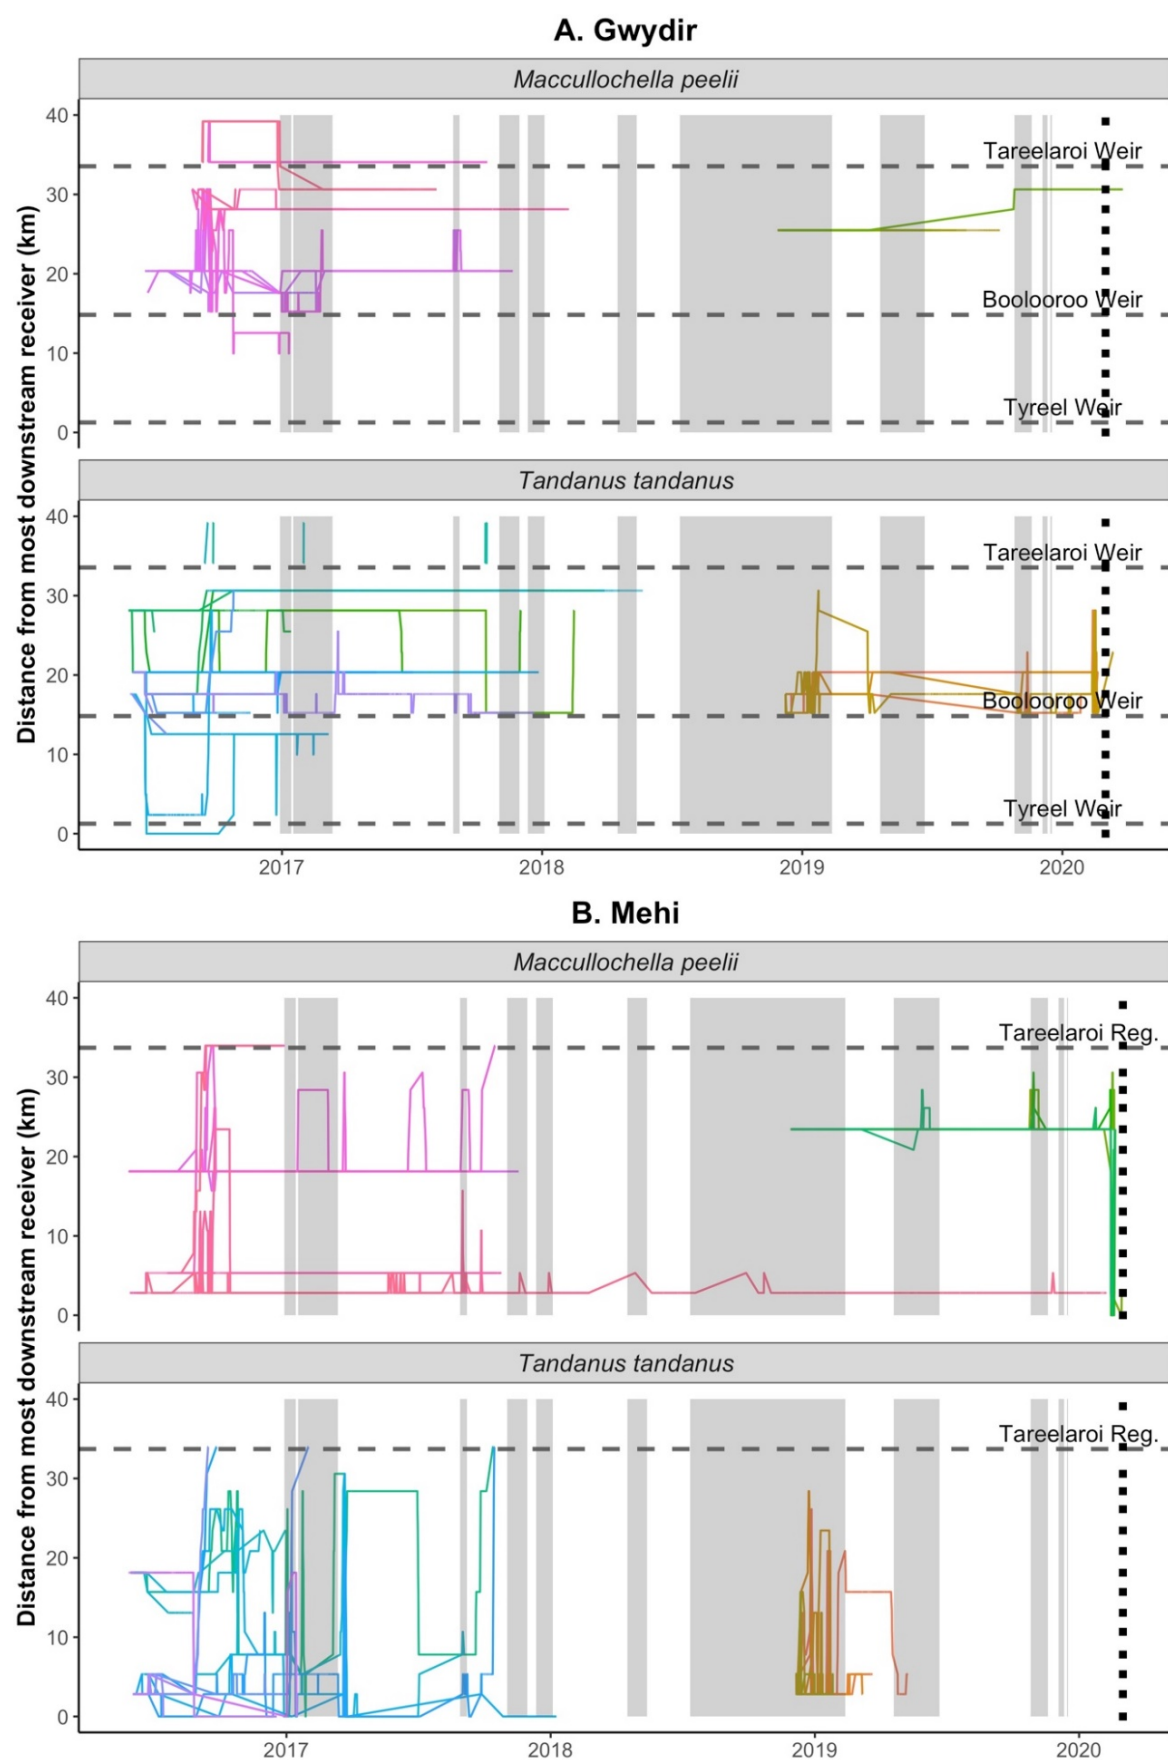 A. Gwydir
Maccullochella peelii
Distance from most downstream receiver (km)
40
30
20
10
0
Tareelaroi Weir
Boolooroo Weir
Tyreel Weir
Tandanus tandanus
40
30
20
10
0
Tareelaroi Weir
Boolooroo Weir
Tyreel Weir
2017 2018 2019 2020
B. Mehi
Maccullochella peelii
Distance from most downstream receiver (km)
40
30
20
10
0
Tareelaroi Reg.
Tandanus tandanus
40
30
20
10
0
Tareelaroi Reg.
2017 2018 2019 2020